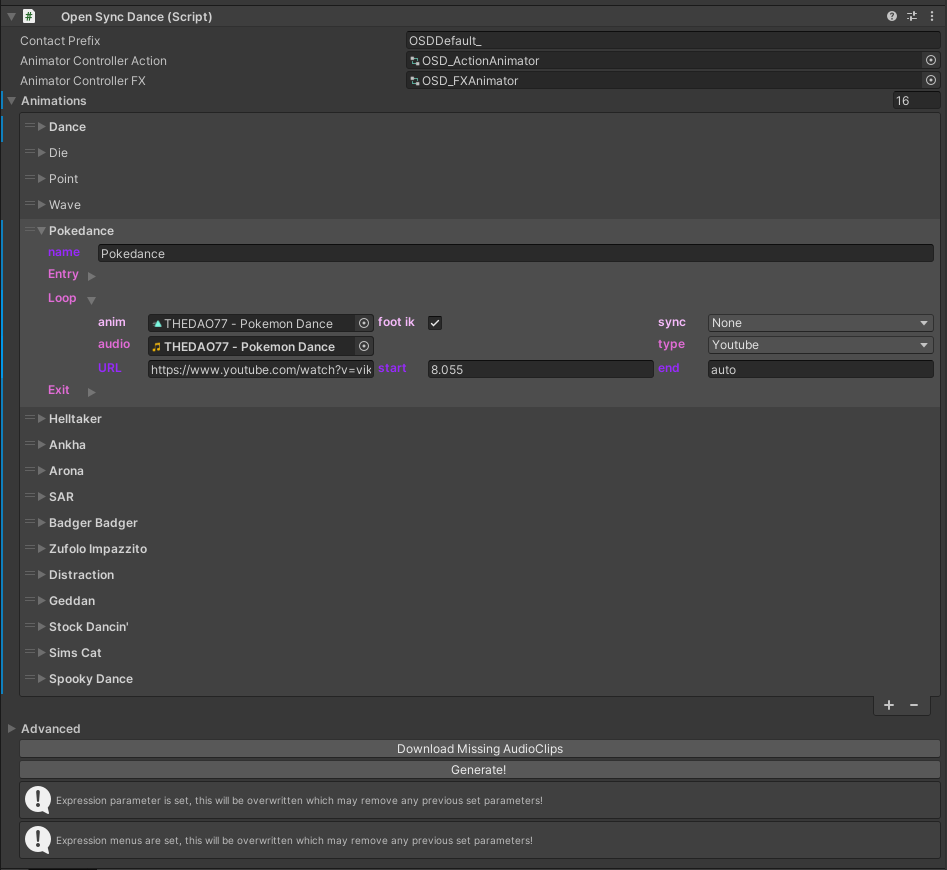 Open Sync Dance (Script)
Contact Prefix OSDDefault_
Animator Controller Action OSD_ActionAnimator
Animator Controller FX OSD_FXAnimator
Animations 16
Dance
Die
Point
Wave
Pokedance
name Pokedance
Entry
Loop
anim THEDAO77 - Pokemon Dance foot ik sync None
audio THEDAO77 - Pokemon Dance type Youtube
URL https://www.youtube.com/watch?v=vik start 8.055 end auto
Exit
Helltaker
Ankha
Arona
SAR
Badger Badger
Zufolo Impazzito
Distraction
Geddan
Stock Dancin'
Sims Cat
Spooky Dance
+ -
Advanced
Download Missing AudioClips
Generate!
Expression parameter is set, this will be overwritten which may remove any previous set parameters!
Expression menus are set, this will be overwritten which may remove any previous set parameters!